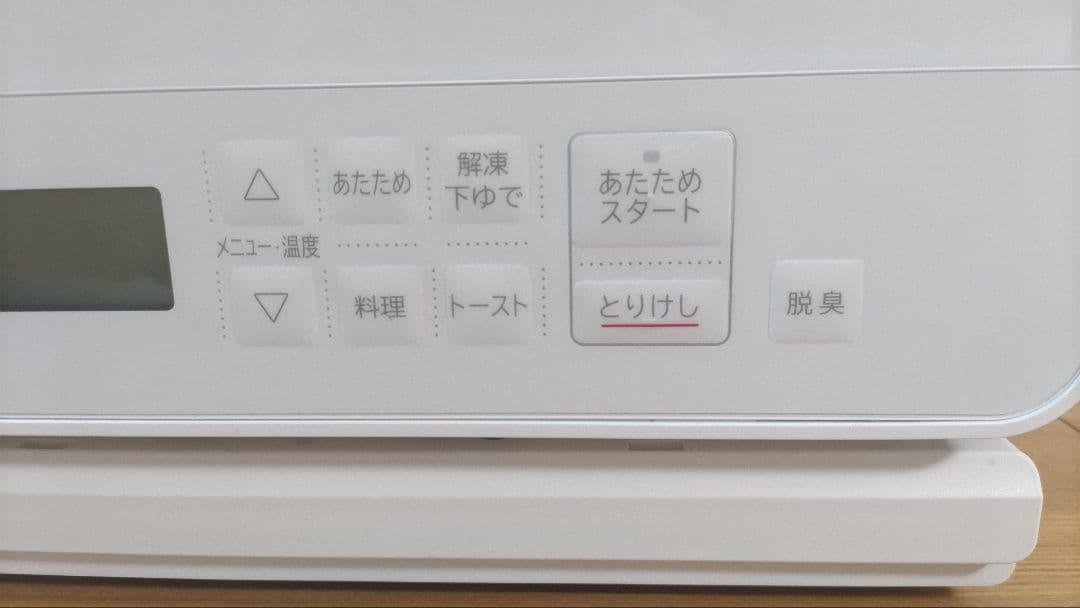 △
あたため
解凍
下ゆで
メニュー・温度
▽
料理
トースト
あたため
スタート
とりけし
脱臭